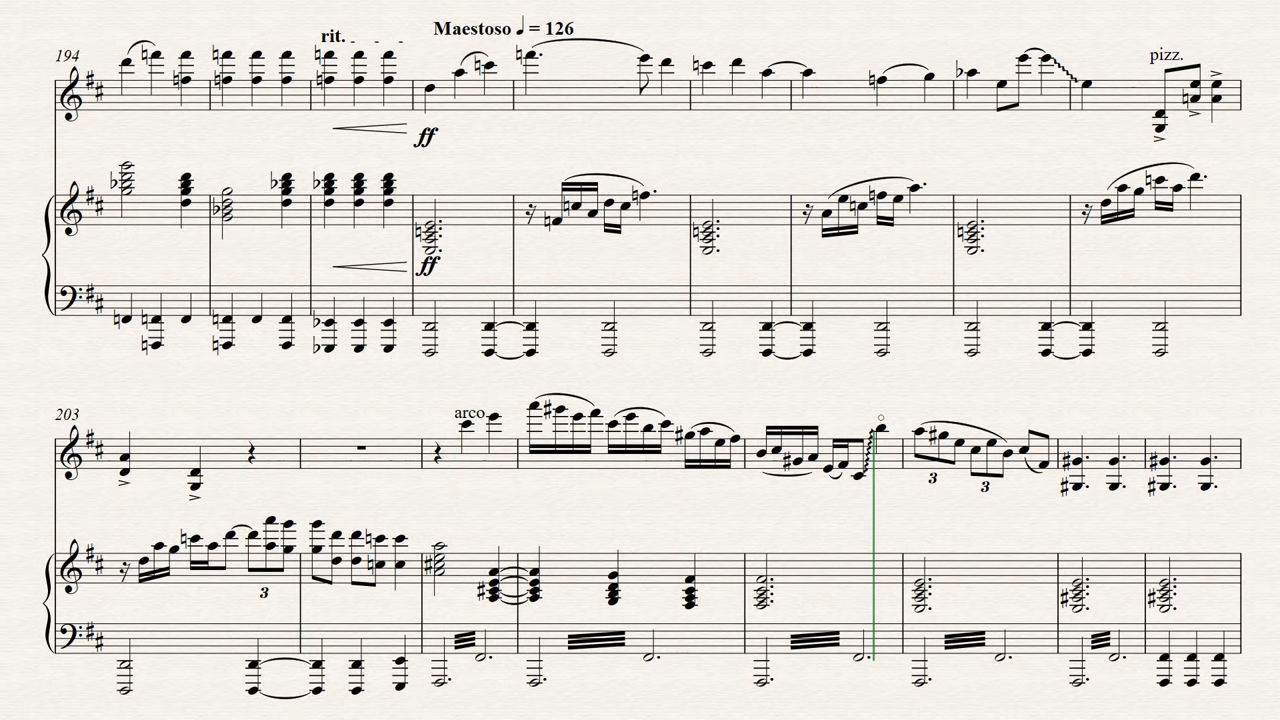 Maestoso ♩ = 126
rit.
194
pizz.
ff
ff
203
arco
3
3
3